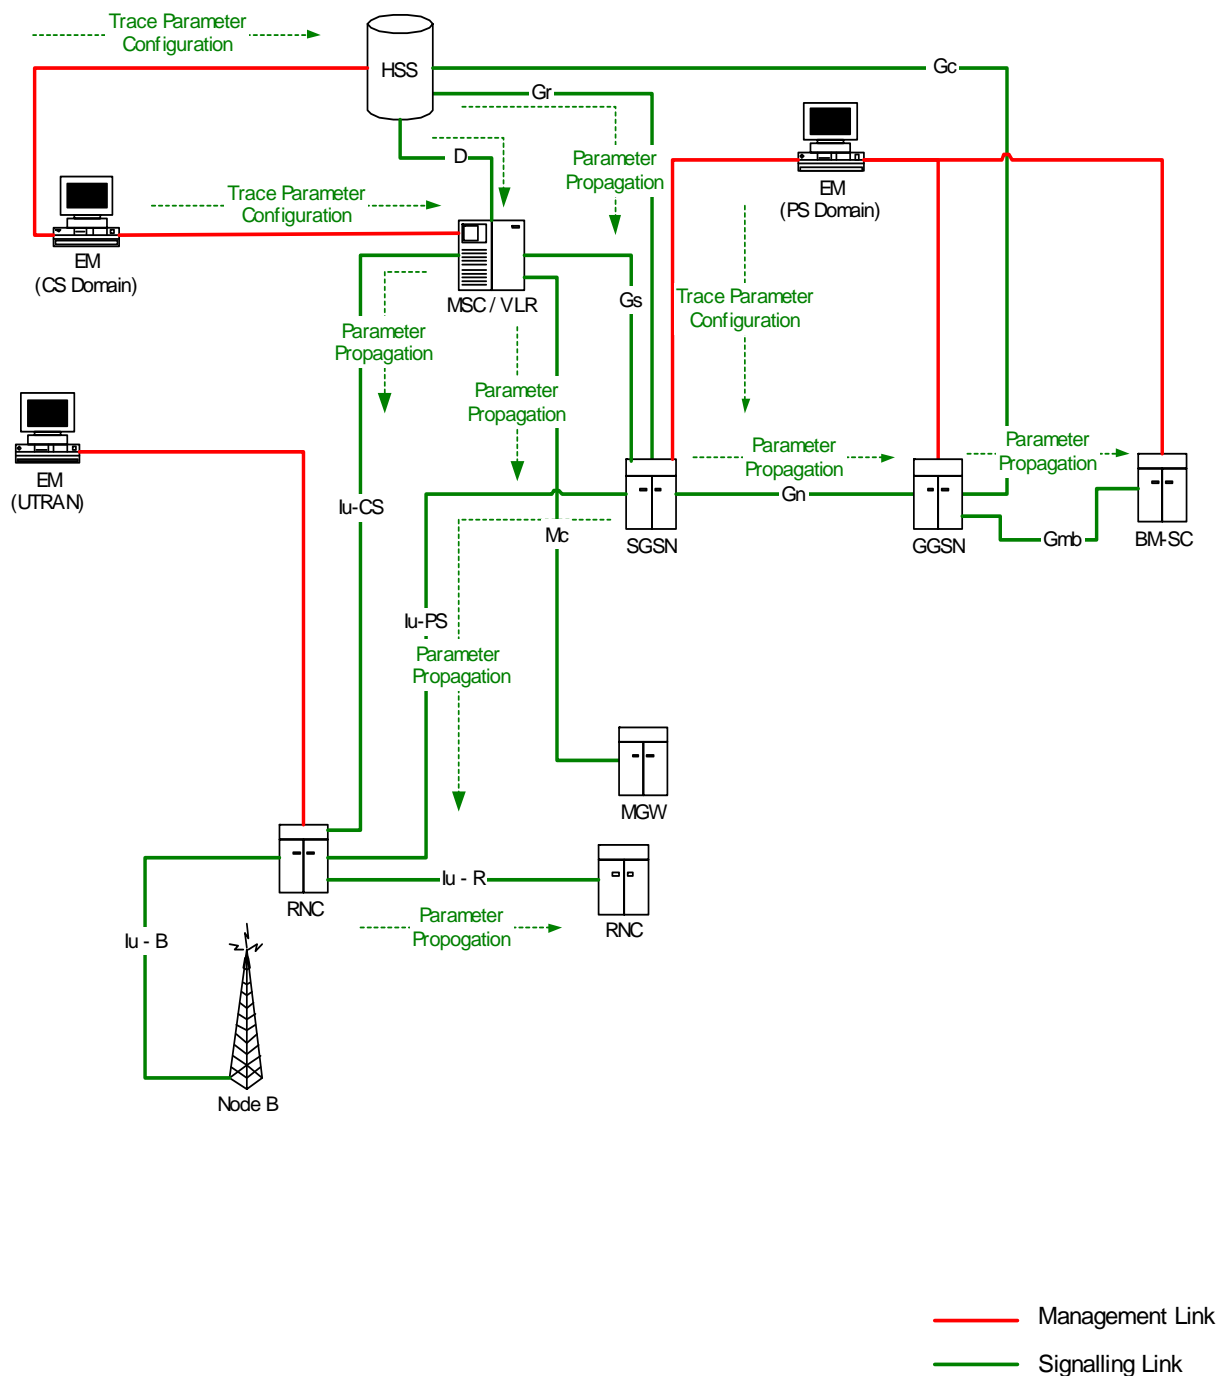 Trace Parameter
Configuration
HSS
Gc
Gr
D
Parameter
Propagation
EM
(PS Domain)
Trace Parameter
Configuration
EM
(CS Domain)
MSC / VLR
Gs
Trace Parameter
Configuration
Parameter
Propagation
Parameter
Propagation
Parameter
Propagation
Parameter
Propagation
EM
(UTRAN)
Iu-CS
Gn
Mc
SGSN
GGSN
Gmb
BM-SC
Iu-PS
Parameter
Propagation
MGW
Iu - R
RNC
Parameter
Propogation
RNC
Iu - B
Node B
Management Link
Signalling Link